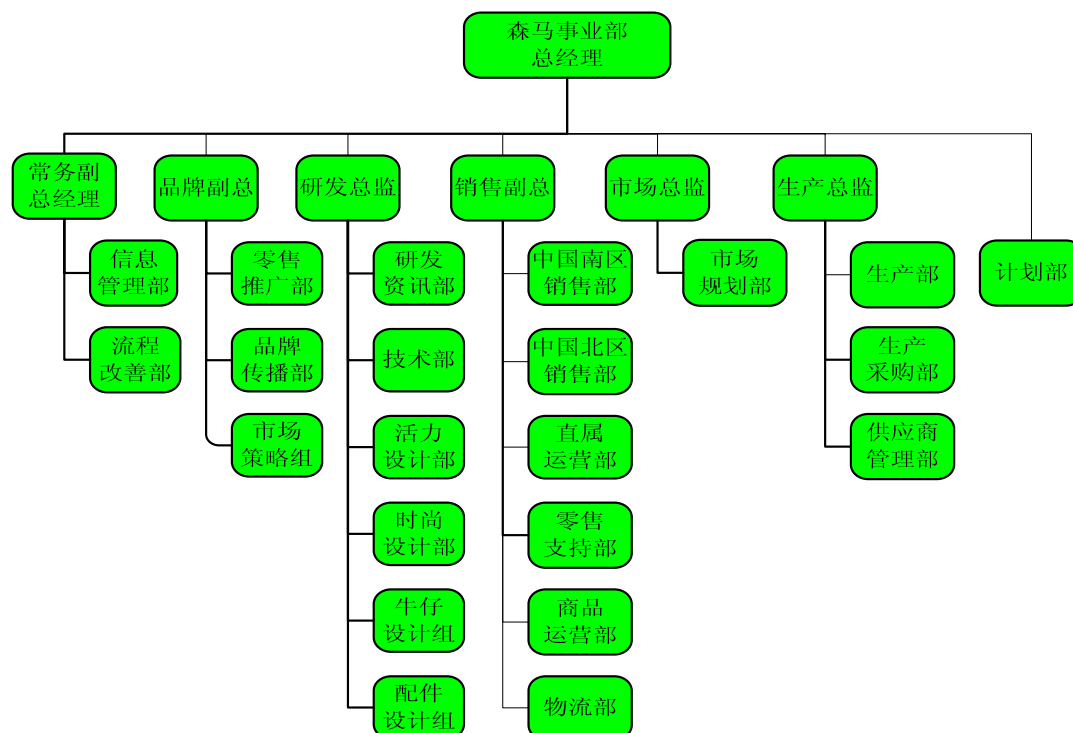 森马事业部
总经理
常务副
总经理
品牌副总
研发总监
销售副总
市场总监
生产总监
信息
管理部
零售
推广部
研发
资讯部
中国南区
销售部
市场
规划部
生产部
计划部
流程
改善部
品牌
传播部
技术部
中国北区
销售部
生产
采购部
市场
策略组
活力
设计部
直属
运营部
供应商
管理部
时尚
设计部
零售
支持部
牛仔
设计组
商品
运营部
配件
设计组
物流部